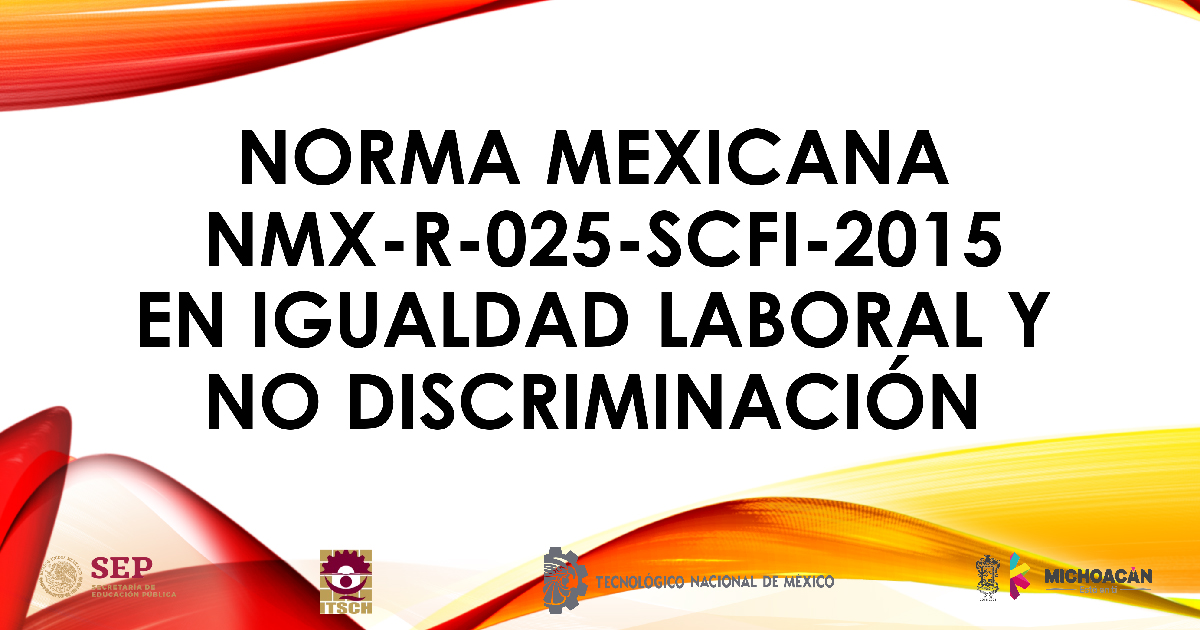 NORMA MEXICANA
NMX-R-025-SCFI-2015
EN IGUALDAD LABORAL Y
NO DISCRIMINACIÓN
SEP
SECRETARÍA DE
EDUCACIÓN PÚBLICA
ITSCH
TECNOLÓGICO NACIONAL DE MÉXICO
MICHOACÁN